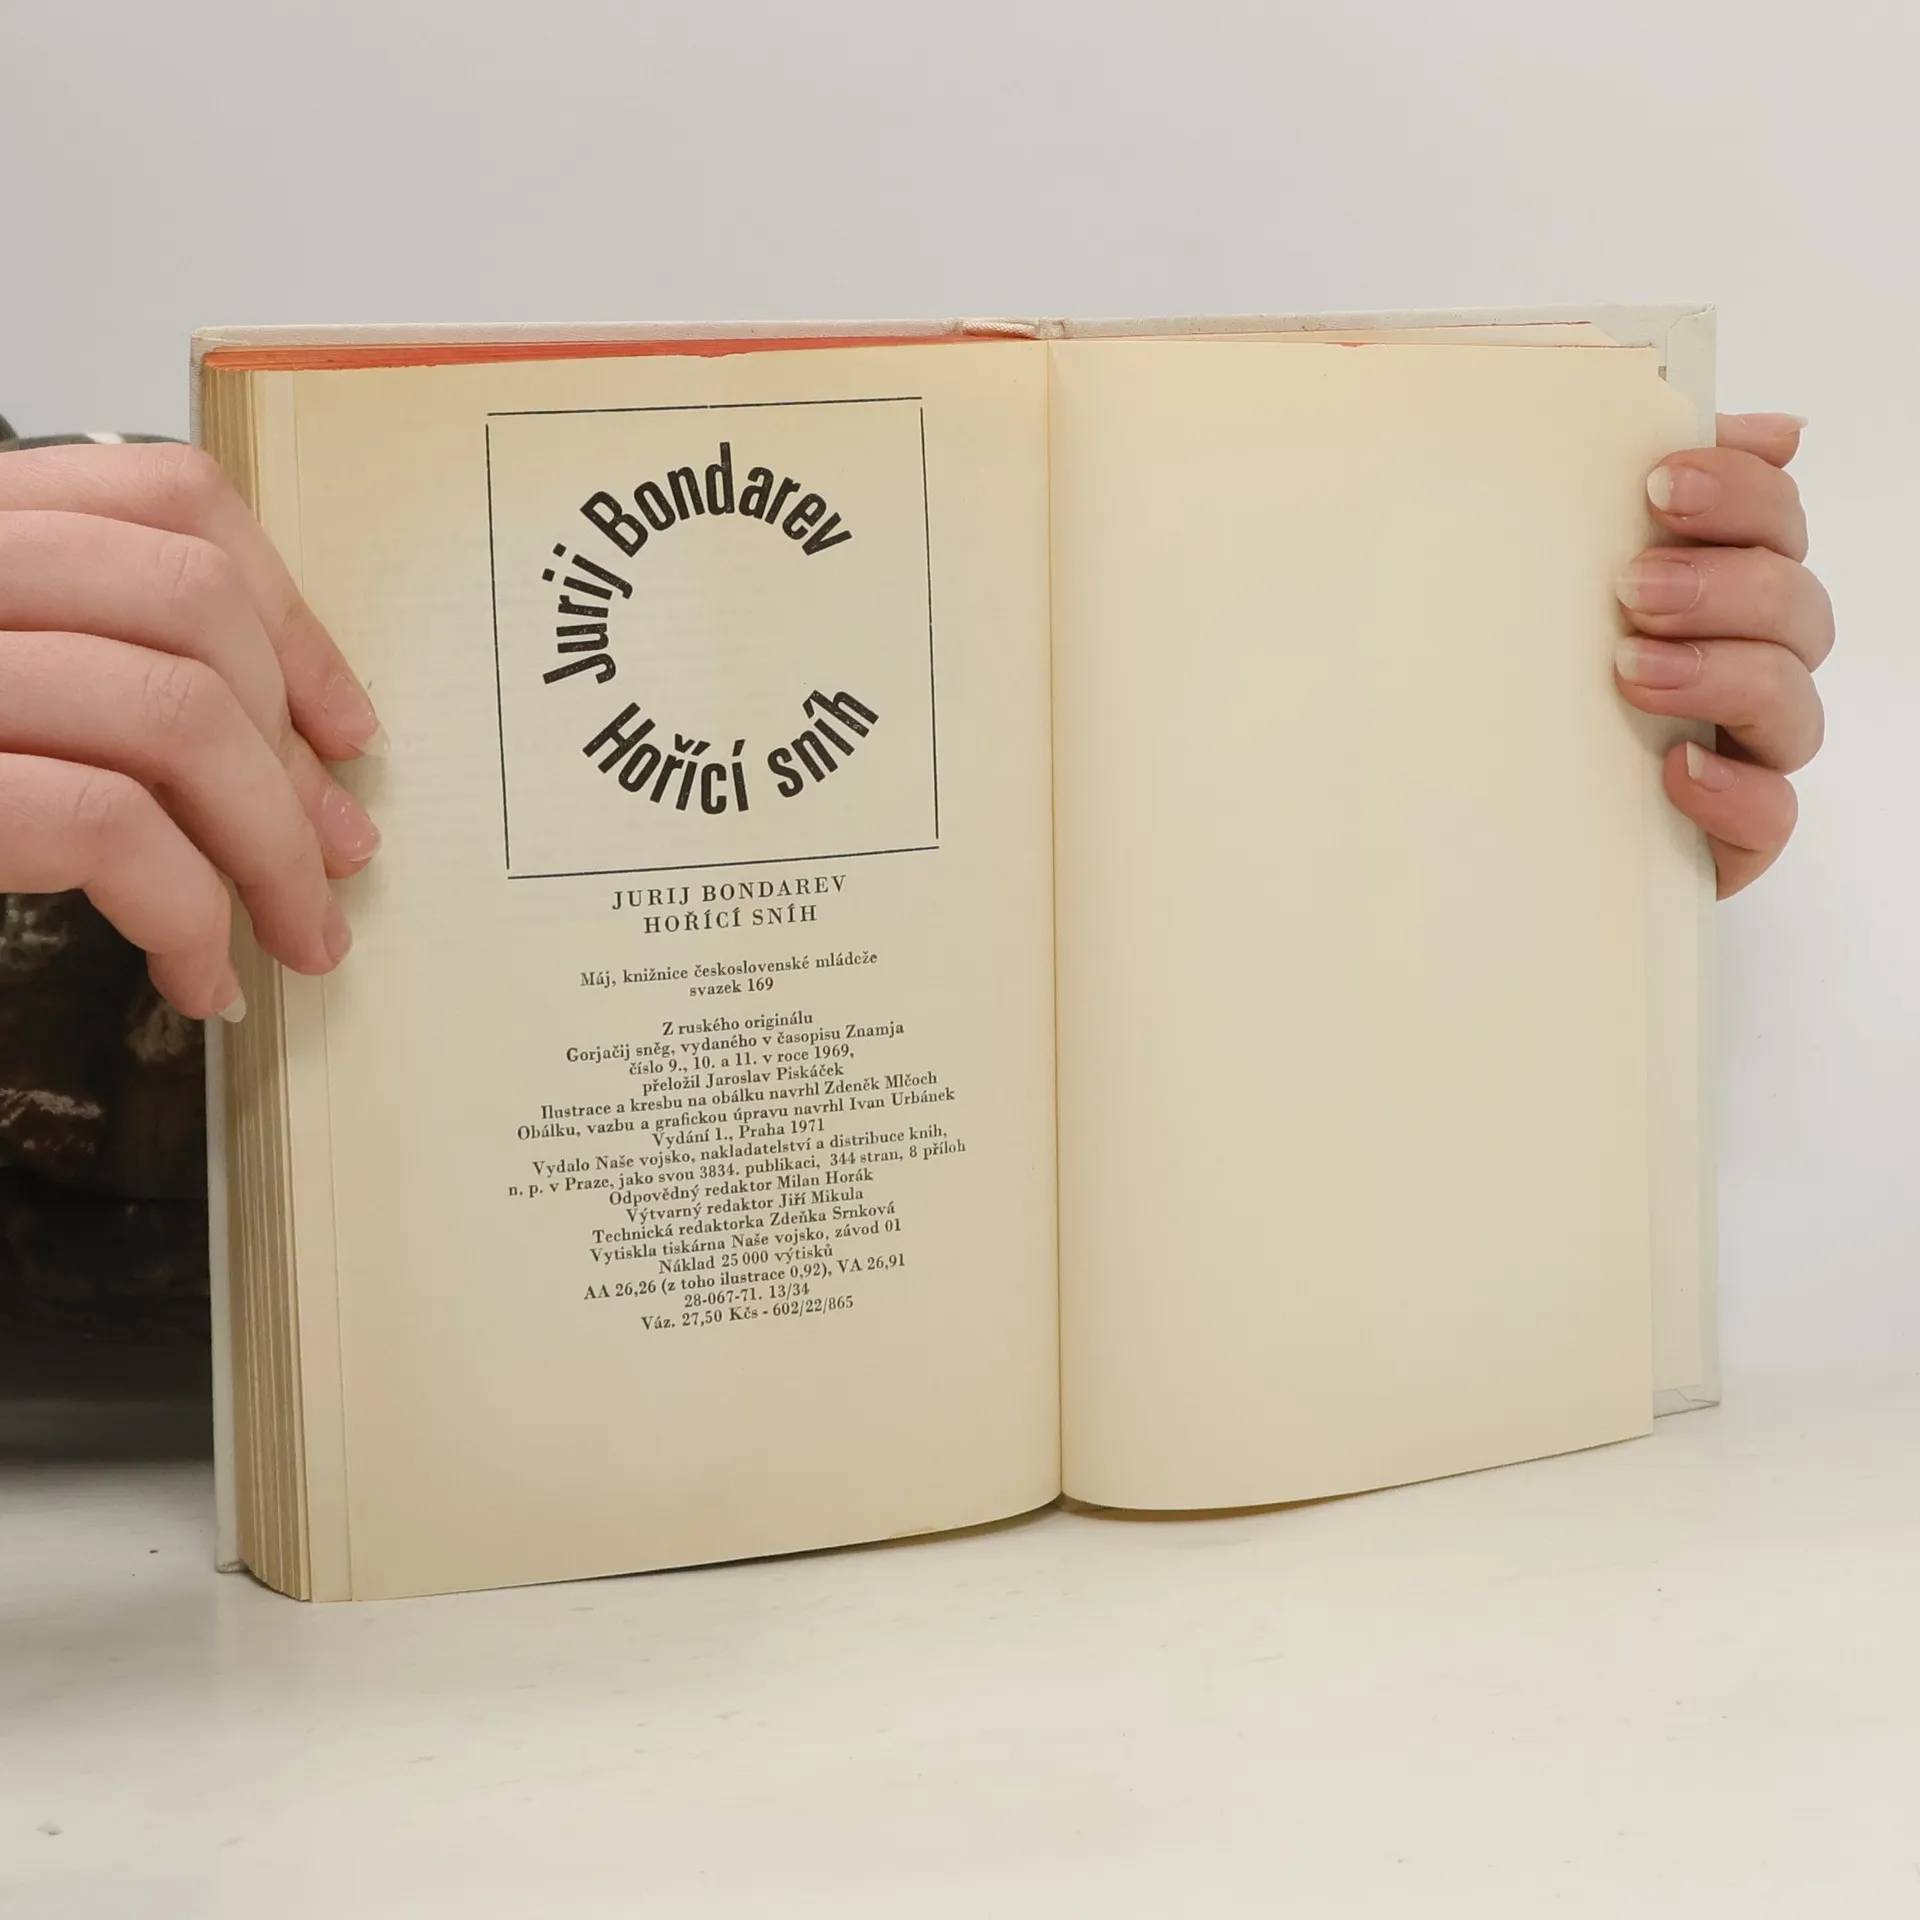 Jurij Bondarev
Hořící sníh
JURIJ BONDAREV
HOŘÍCÍ SNÍH
Máj, knižnice československé mládeže
svazek 169
Z ruského originálu
Gorjačij sněg, vydaného v časopisu Znamja
číslo 9., 10. a 11. v roce 1969,
přeložil Jaroslav Piskáček
Ilustrace a kresbu na obálku navrhl Zdeněk Mlčoch
Obálku, vazbu a grafickou úpravu navrhl Ivan Urbánek
Vydání 1., Praha 1971
Vydalo Naše vojsko, nakladatelství a distribuce knih,
n. p. v Praze, jako svou 3834. publikaci, 344 stran, 8 příloh
Odpovědný redaktor Milan Horák
Výtvarný redaktor Jiří Mikula
Technická redaktorka Zdeňka Srnková
Vytiskla tiskárna Naše vojsko, závod 01
Náklad 25 000 výtisků
AA 26,26 (z toho ilustrace 0,92), VA 26,91
28-067-71. 13/34
Váz. 27,50 Kčs - 602/22/865